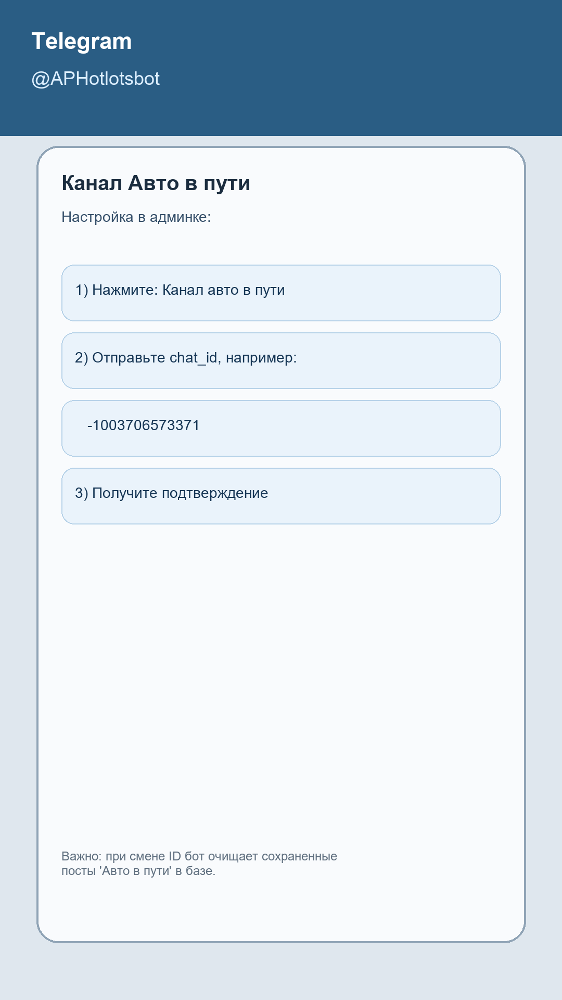 Telegram
@APHotlotsbot
Канал Авто в пути
Настройка в админке:
1) Нажмите: Канал авто в пути
2) Отправьте chat_id, например:
-1003706573371
3) Получите подтверждение
Важно: при смене ID бот очищает сохраненные
посты 'Авто в пути' в базе.